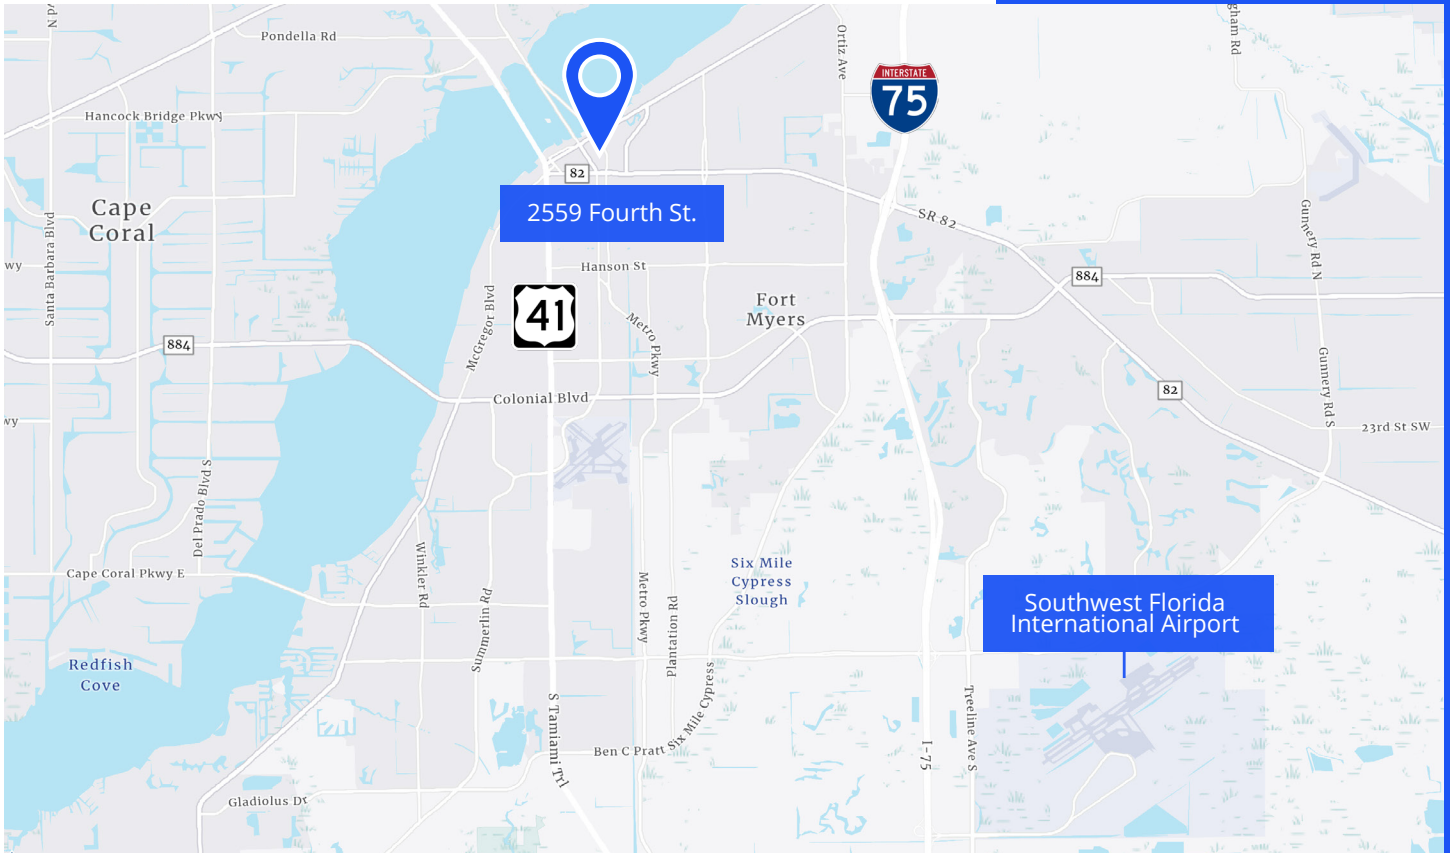 N
Pondella Rd
Ortiz Ave
gham Rd
INTERSTATE
75
Hancock Bridge Pkwy
82
2559 Fourth St.
Cape
Coral
SR 82
Gunnery Rd N
Santa Barbara Blvd
wy
Hanson St
884
McGregor Blvd
41
Fort
Myers
Metro Pkwy
884
Colonial Blvd
82
Gunnery Rd S
23rd St SW
wy
Del Prado Blvd S
Cape Coral Pkwy E
Winkler Rd
Summerlin Rd
Metro Pkwy
Plantation Rd
Six Mile
Cypress
Slough
Southwest Florida
International Airport
Redfish
Cove
S Tamiami Trl
Ben C Pratt Six Mile Cypress
I-75
Treeline Ave S
Gladiolus Dr